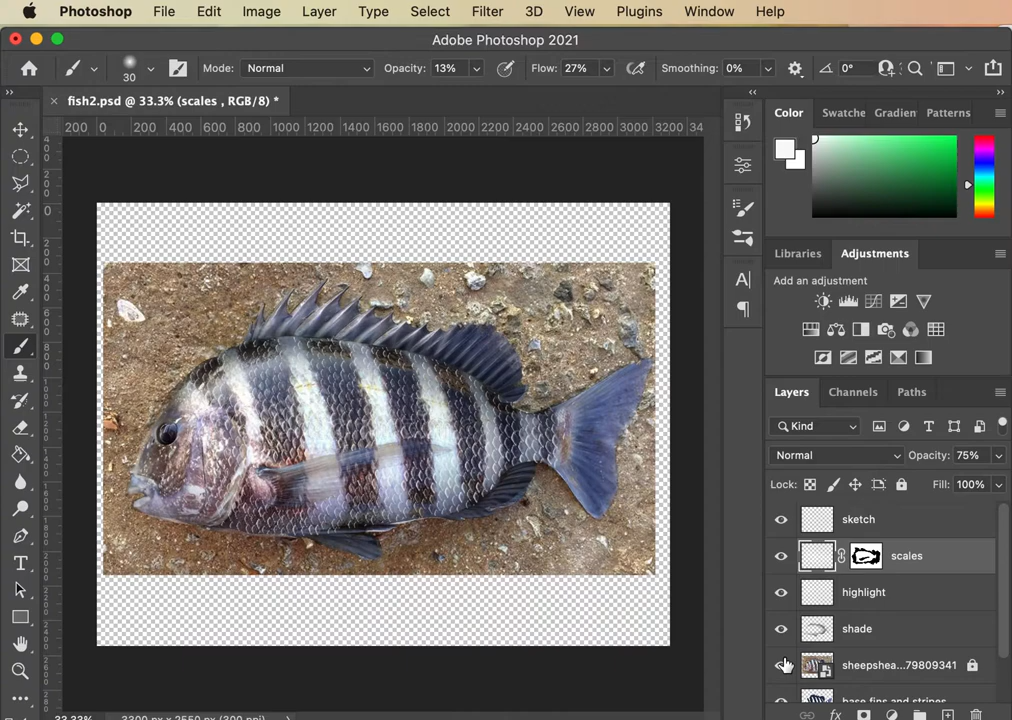 Photoshop File Edit Image Layer Type Select Filter 3D View Plugins Window Help
Adobe Photoshop 2021
30 Mode: Normal Opacity: 13% Flow: 27% Smoothing: 0% 0°
× fish2.psd @ 33.3% (scales , RGB/8) *
200 0 200 400 600 800 1000 1200 1400 1600 1800 2000 2200 2400 2600 2800 3000 3200 34
Color Swatche Gradien Patterns
Libraries Adjustments
Add an adjustment
Layers Channels Paths
Kind
Normal Opacity: 75%
Lock: Fill: 100%
sketch
scales
highlight
shade
sheepshea...79809341
base fins and stripes
33.33% 3300 px x 2550 px (300 ppi)